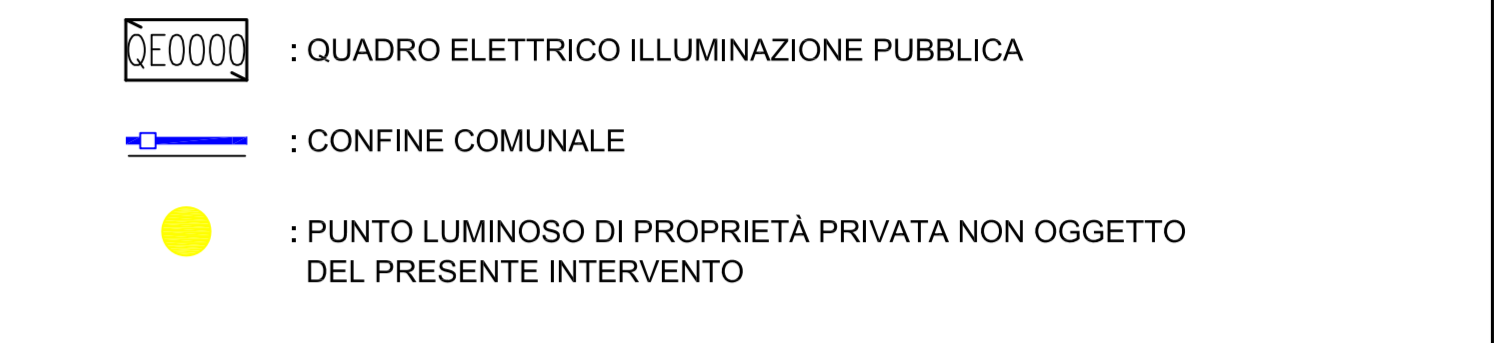 QE0000 : QUADRO ELETTRICO ILLUMINAZIONE PUBBLICA
: CONFINE COMUNALE
: PUNTO LUMINOSO DI PROPRIETÀ PRIVATA NON OGGETTO
DEL PRESENTE INTERVENTO